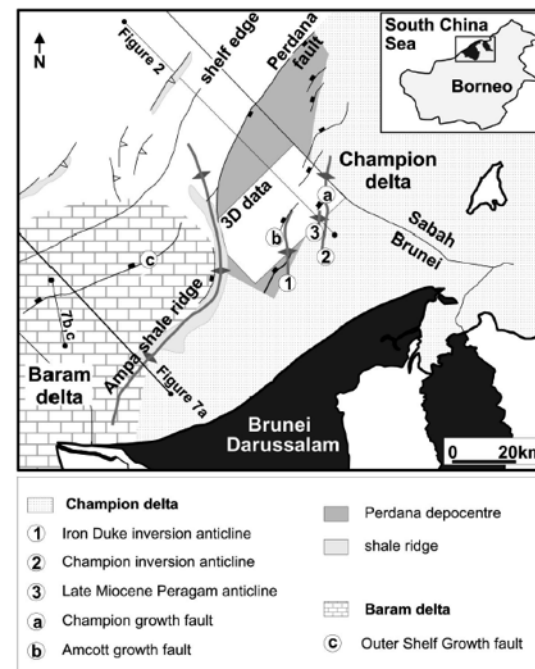 South China
Sea
Borneo
N
Figure 2
shelf edge
Perdana
fault
Champion
delta
3D data
a
b
3
2
1
Sabah
Brunei
c
7b,c
Ampa shale ridge
Baram
delta
Figure 7a
Brunei
Darussalam
0 20km
Champion delta
1 Iron Duke inversion anticline
2 Champion inversion anticline
3 Late Miocene Peragam anticline
a Champion growth fault
b Amcott growth fault
Perdana depocentre
shale ridge
Baram delta
c Outer Shelf Growth fault